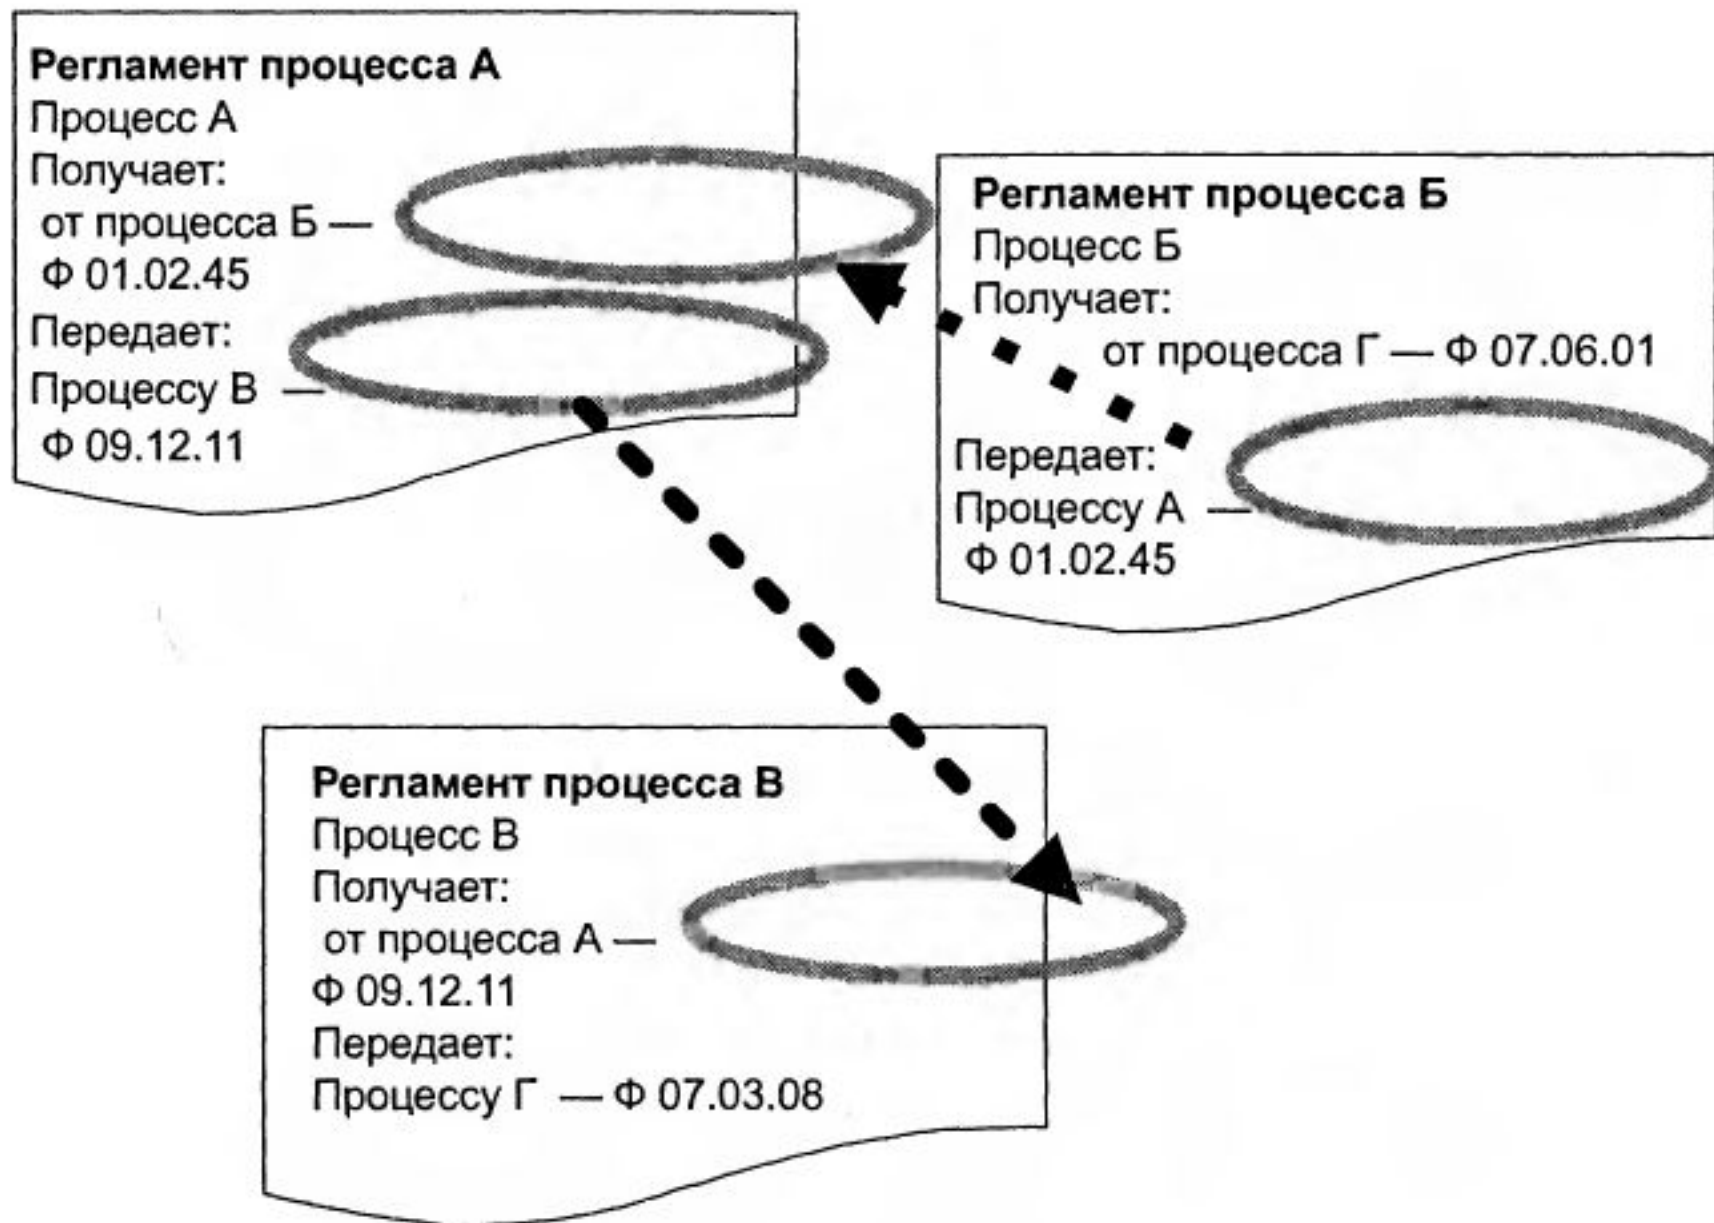 Регламент процесса А
Процесс А
Получает:
от процесса Б —
Ф 01.02.45
Передает:
Процессу В —
Ф 09.12.11
Регламент процесса Б
Процесс Б
Получает:
от процесса Г — Ф 07.06.01
Передает:
Процессу А —
Ф 01.02.45
Регламент процесса В
Процесс В
Получает:
от процесса А —
Ф 09.12.11
Передает:
Процессу Г — Ф 07.03.08